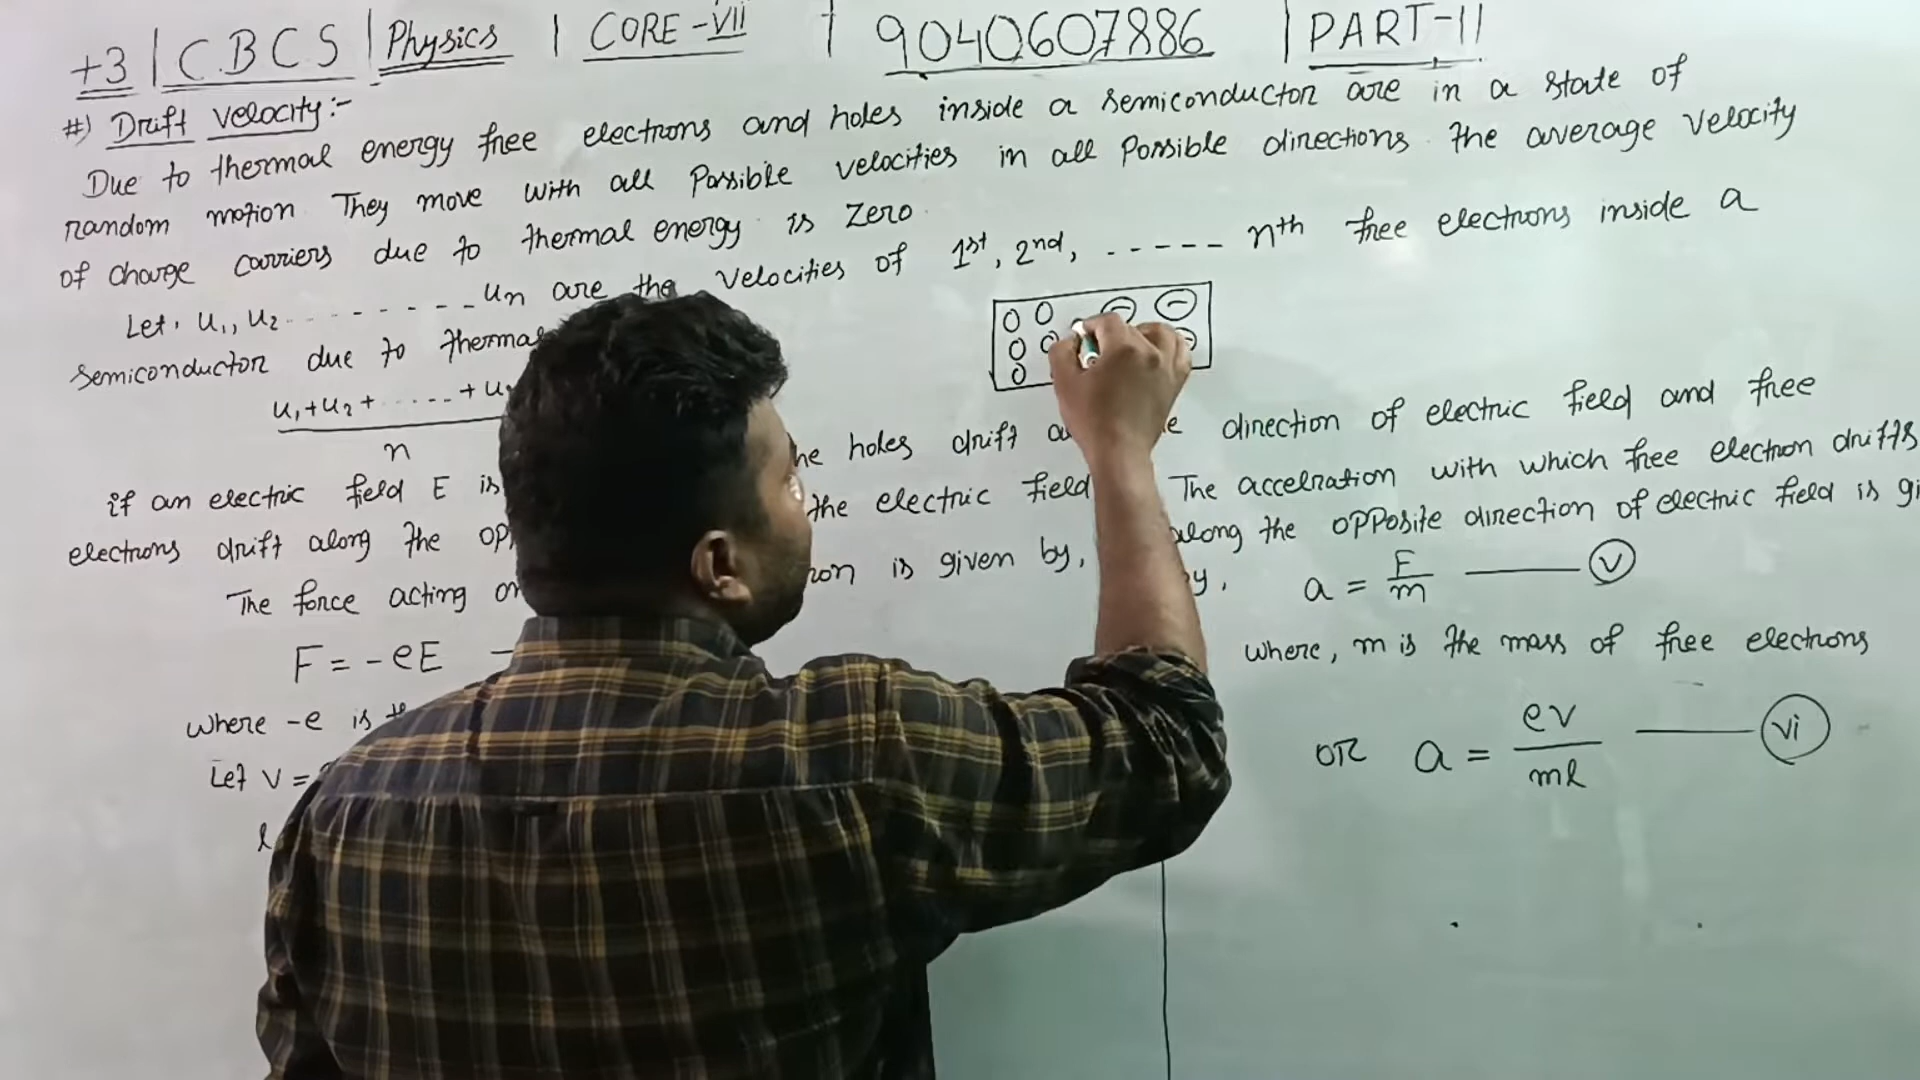 +3 | C.B.C.S | Physics | CORE-VII | 9040607886 | PART-II
#) Drift velocity:-
Due to thermal energy free electrons and holes inside a semiconductor are in a state of
random motion They move with all possible velocities in all possible directions. The average velocity
of charge carriers due to thermal energy is zero.
Let, u₁, u₂ - - - - - - - - uₙ are the velocities of 1st, 2nd, - - - - - nth free electrons inside a
semiconductor due to thermal
u₁+u₂+ ......+ u
n
if an electric field E is he holes drift direction of electric field and free
electrons drift along the opp the electric field
The force acting on ron is given by,
F = -eE
where -e is
Let V =
l
The accelration with which free electron drifts
along the opposite direction of electric field is gi
y, a = F/m ——— (v)
where, m is the mass of free electrons
OR a = ev/ml ——— (vi)